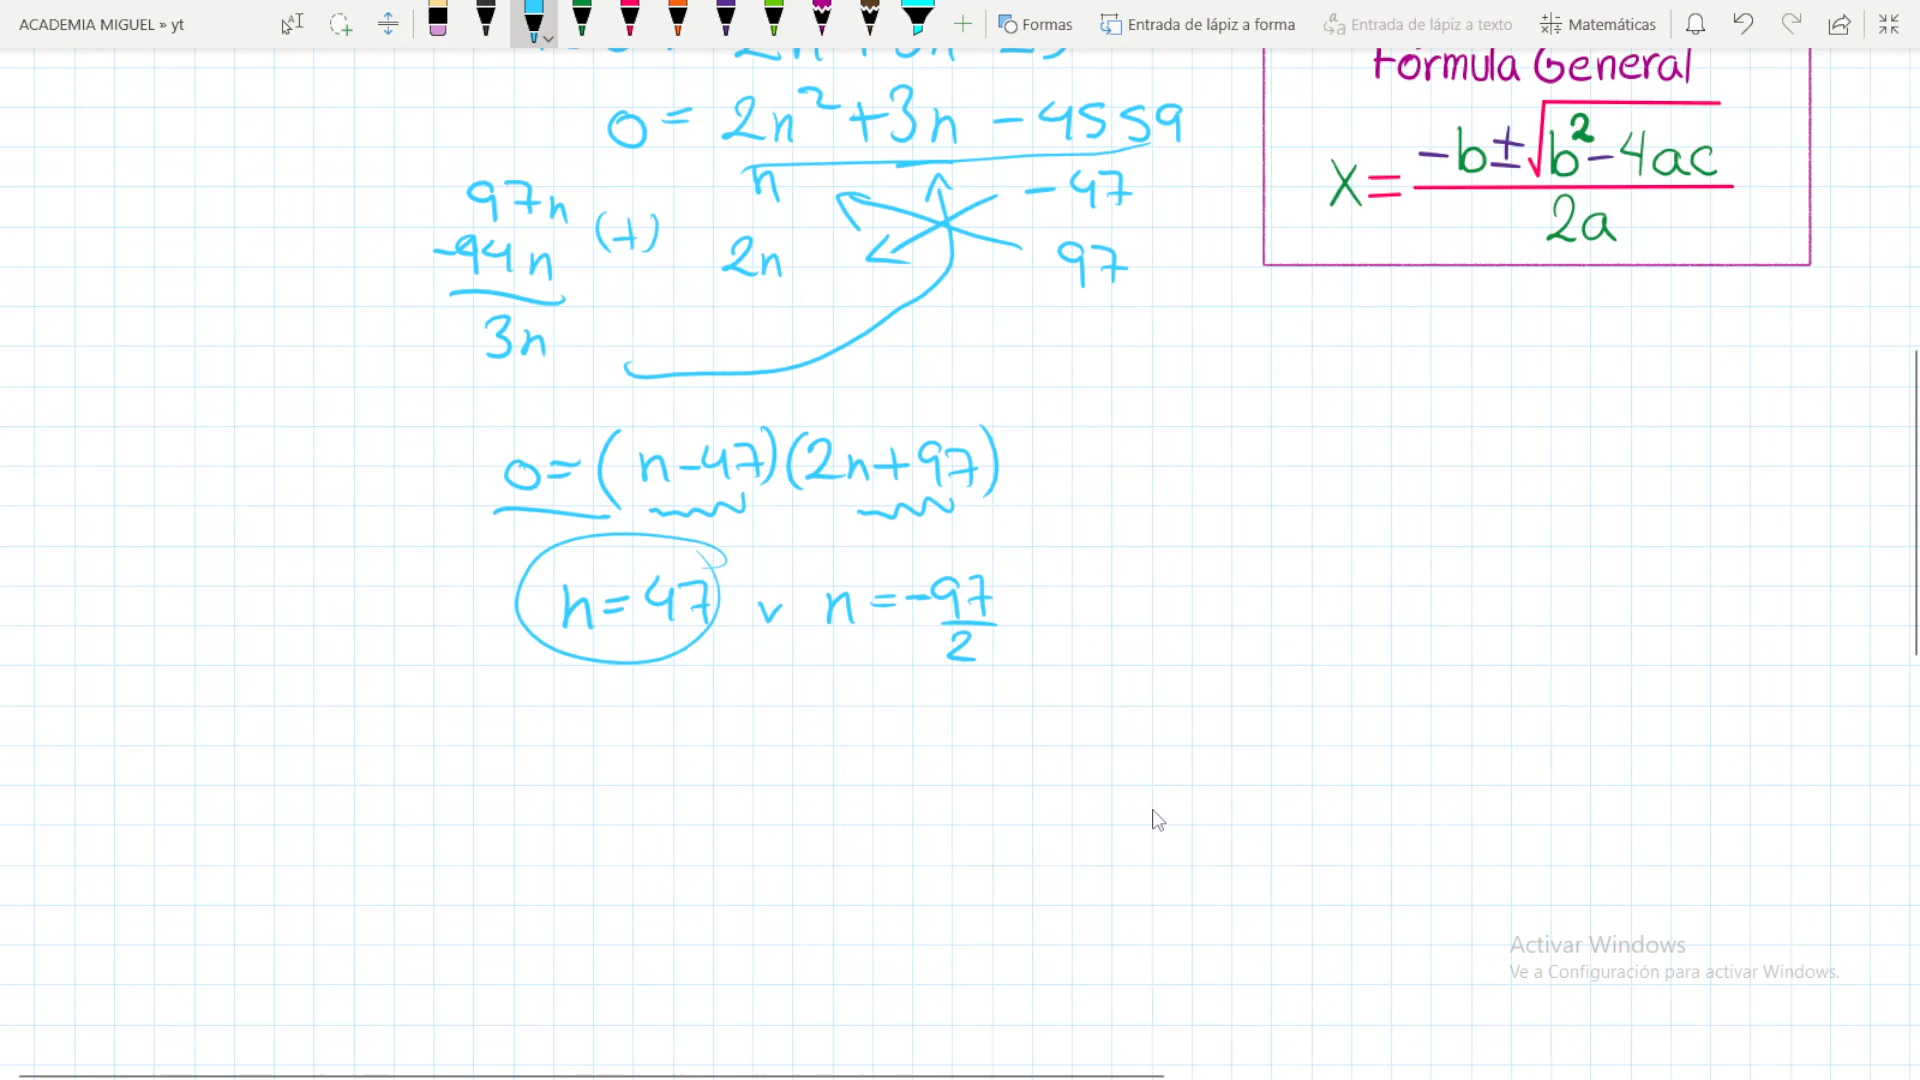 ACADEMIA MIGUEL » yt
Formas
Entrada de lápiz a forma
Entrada de lápiz a texto
Matemáticas
0 = 2n² + 3n - 4559
n -47
2n 97
97n
-94n
(+)
3n
0 = (n-47)(2n+97)
n = 47 v n = -97/2
Fórmula General
X = -b ± √b² - 4ac / 2a
Activar Windows
Ve a Configuración para activar Windows.